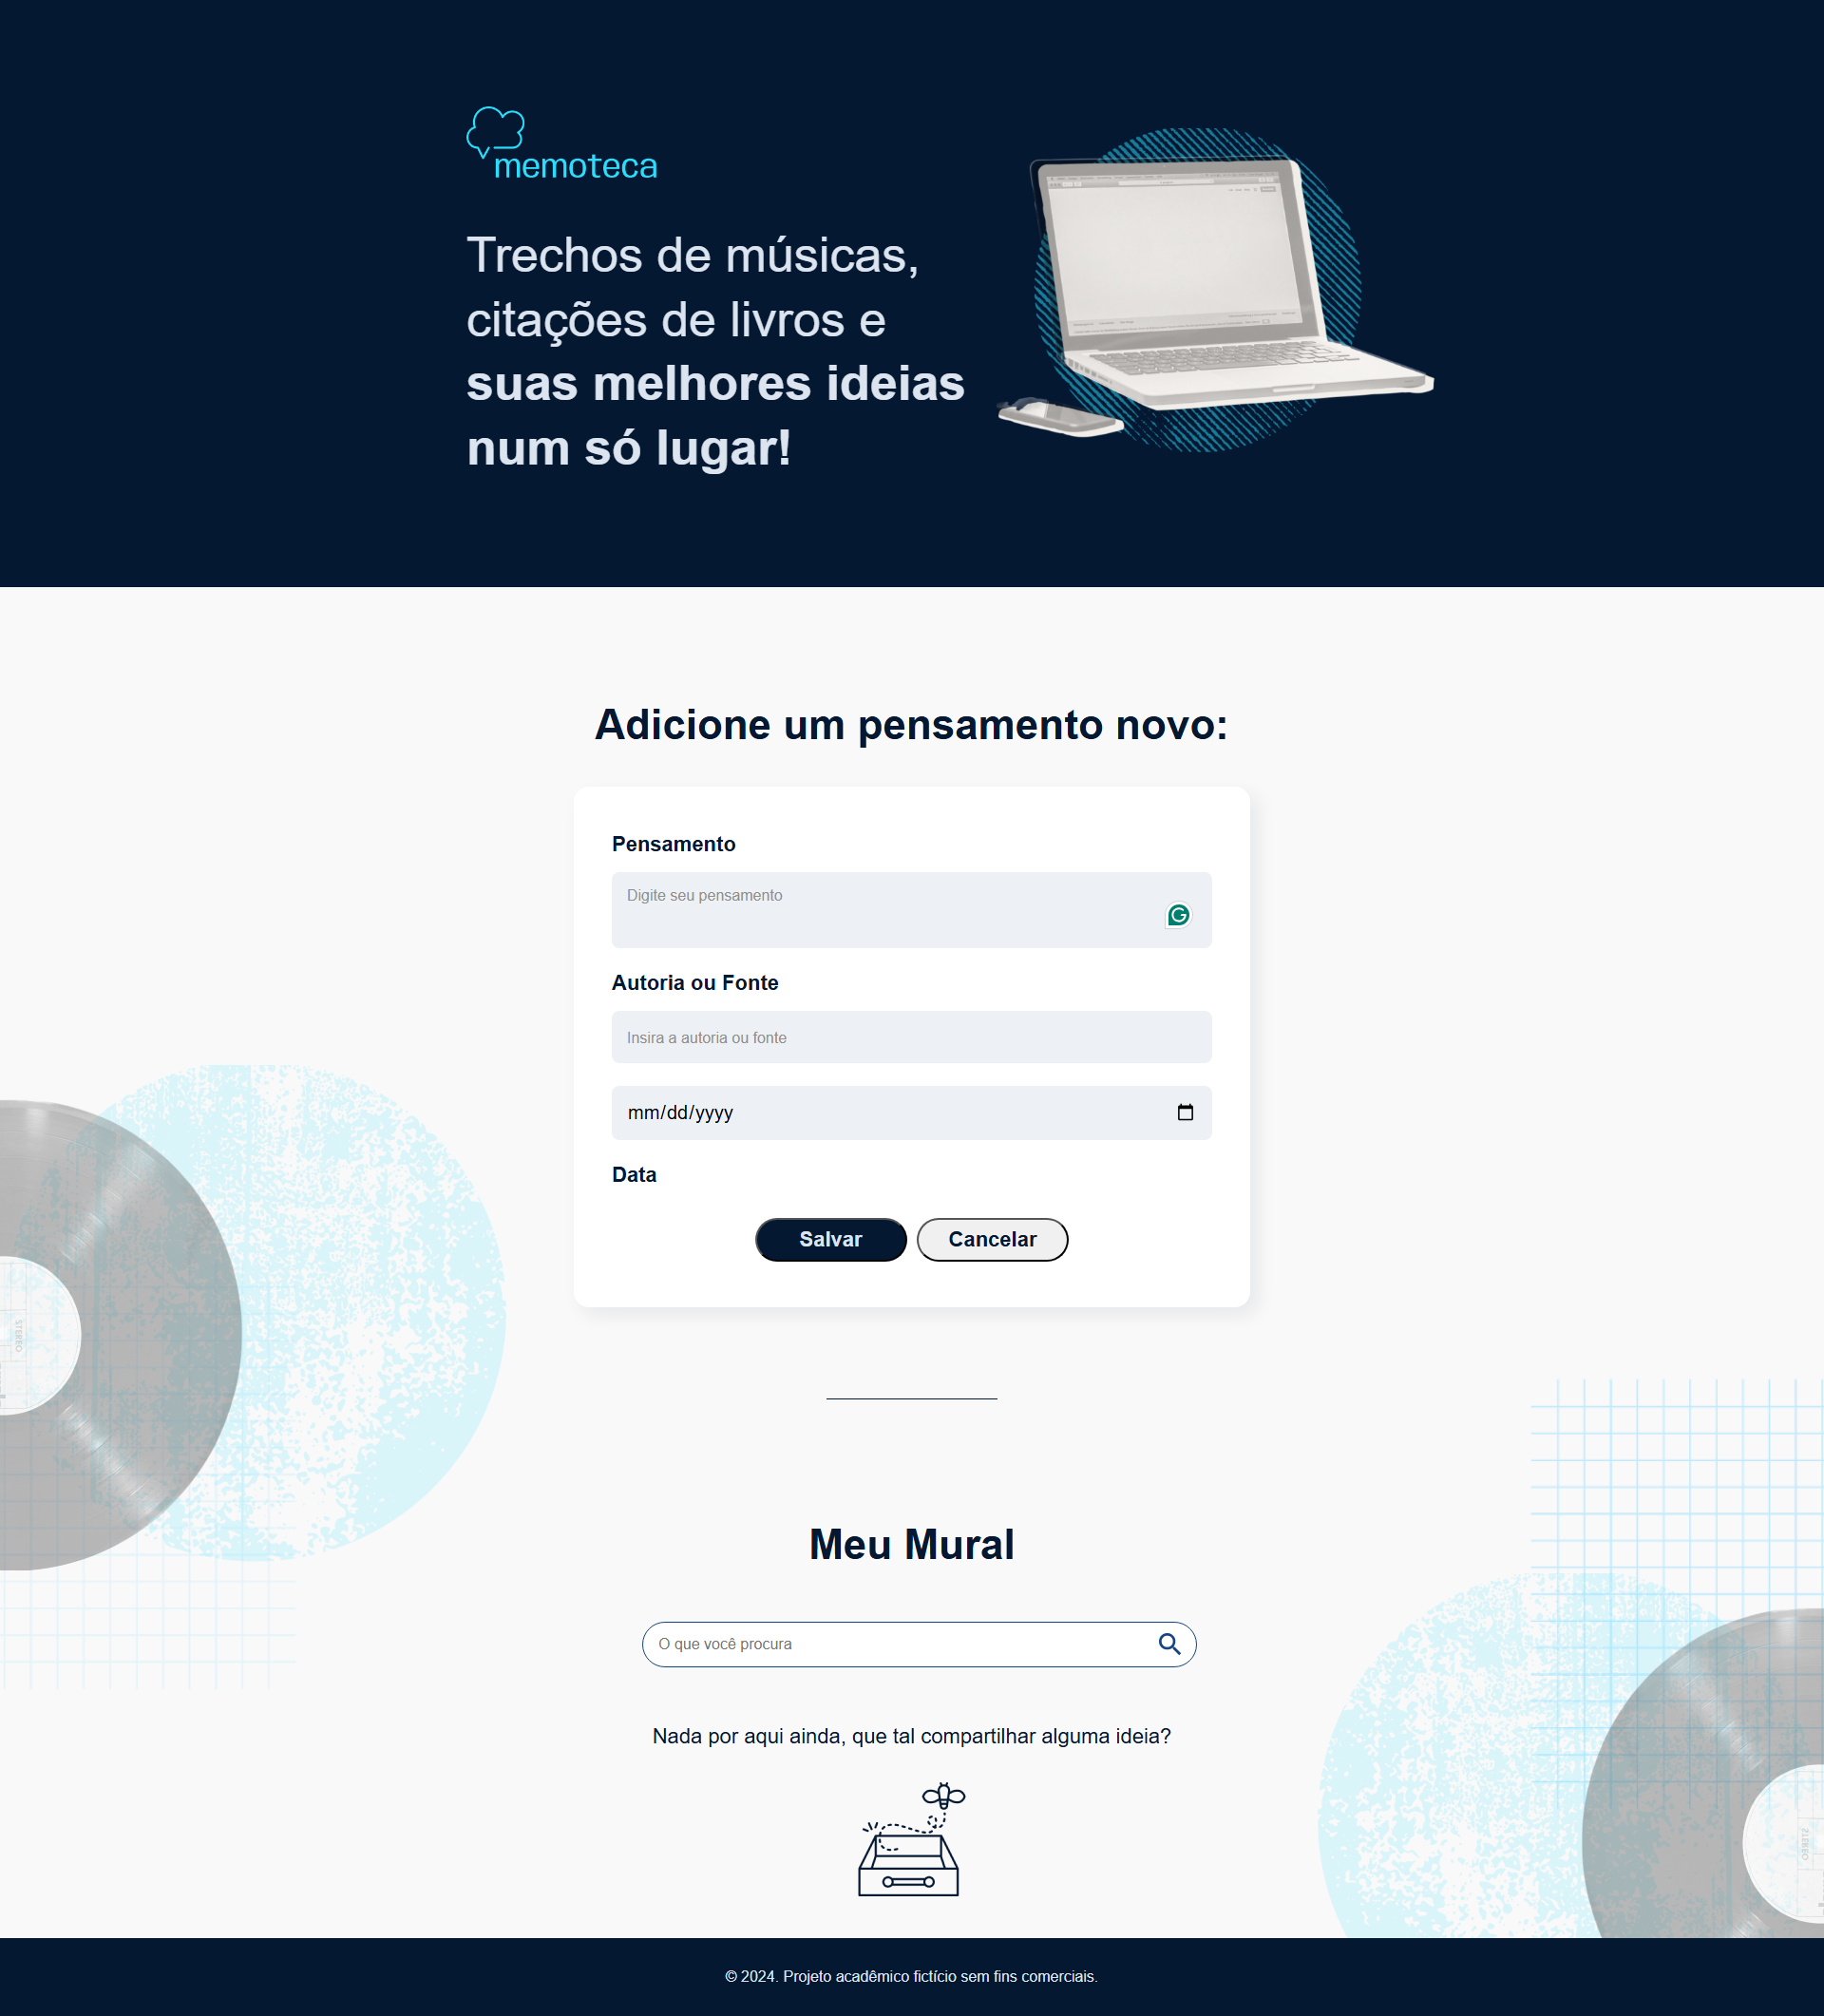 memoteca
Trechos de músicas,
citações de livros e
suas melhores ideias
num só lugar!
Adicione um pensamento novo:
Pensamento
Digite seu pensamento
Autoria ou Fonte
Insira a autoria ou fonte
mm/dd/yyyy
Data
Salvar
Cancelar
STEREO
Meu Mural
O que você procura
Nada por aqui ainda, que tal compartilhar alguma ideia?
STEREO
© 2024. Projeto acadêmico fictício sem fins comerciais.